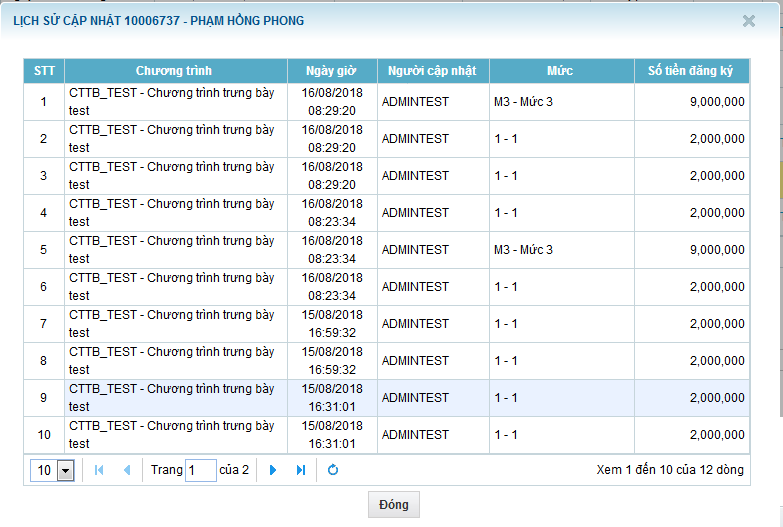 LỊCH SỬ CẬP NHẬT 10006737 - PHẠM HỒNG PHONG
STT Chương trình Ngày giờ Người cập nhật Mức Số tiền đăng ký
1 CTTB_TEST - Chương trình trưng bày test 16/08/2018 08:29:20 ADMINTEST M3 - Mức 3 9,000,000
2 CTTB_TEST - Chương trình trưng bày test 16/08/2018 08:29:20 ADMINTEST 1 - 1 2,000,000
3 CTTB_TEST - Chương trình trưng bày test 16/08/2018 08:29:20 ADMINTEST 1 - 1 2,000,000
4 CTTB_TEST - Chương trình trưng bày test 16/08/2018 08:23:34 ADMINTEST 1 - 1 2,000,000
5 CTTB_TEST - Chương trình trưng bày test 16/08/2018 08:23:34 ADMINTEST M3 - Mức 3 9,000,000
6 CTTB_TEST - Chương trình trưng bày test 16/08/2018 08:23:34 ADMINTEST 1 - 1 2,000,000
7 CTTB_TEST - Chương trình trưng bày test 15/08/2018 16:59:32 ADMINTEST 1 - 1 2,000,000
8 CTTB_TEST - Chương trình trưng bày test 15/08/2018 16:59:32 ADMINTEST 1 - 1 2,000,000
9 CTTB_TEST - Chương trình trưng bày test 15/08/2018 16:31:01 ADMINTEST 1 - 1 2,000,000
10 CTTB_TEST - Chương trình trưng bày test 15/08/2018 16:31:01 ADMINTEST 1 - 1 2,000,000
10 Trang 1 của 2 Xem 1 đến 10 của 12 dòng
Đóng